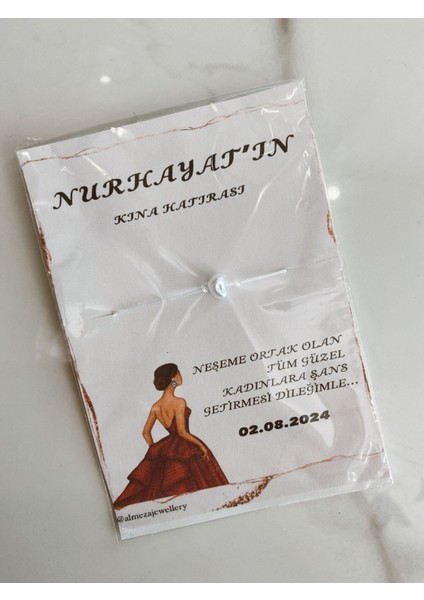 NURHAYAT'IN
KINA HATIRASI
NEŞEME ORTAK OLAN
TÜM GÜZEL
KADINLARA ŞANS
GETİRMESİ DİLEĞİMLE...
02.08.2024
@almezajewellery